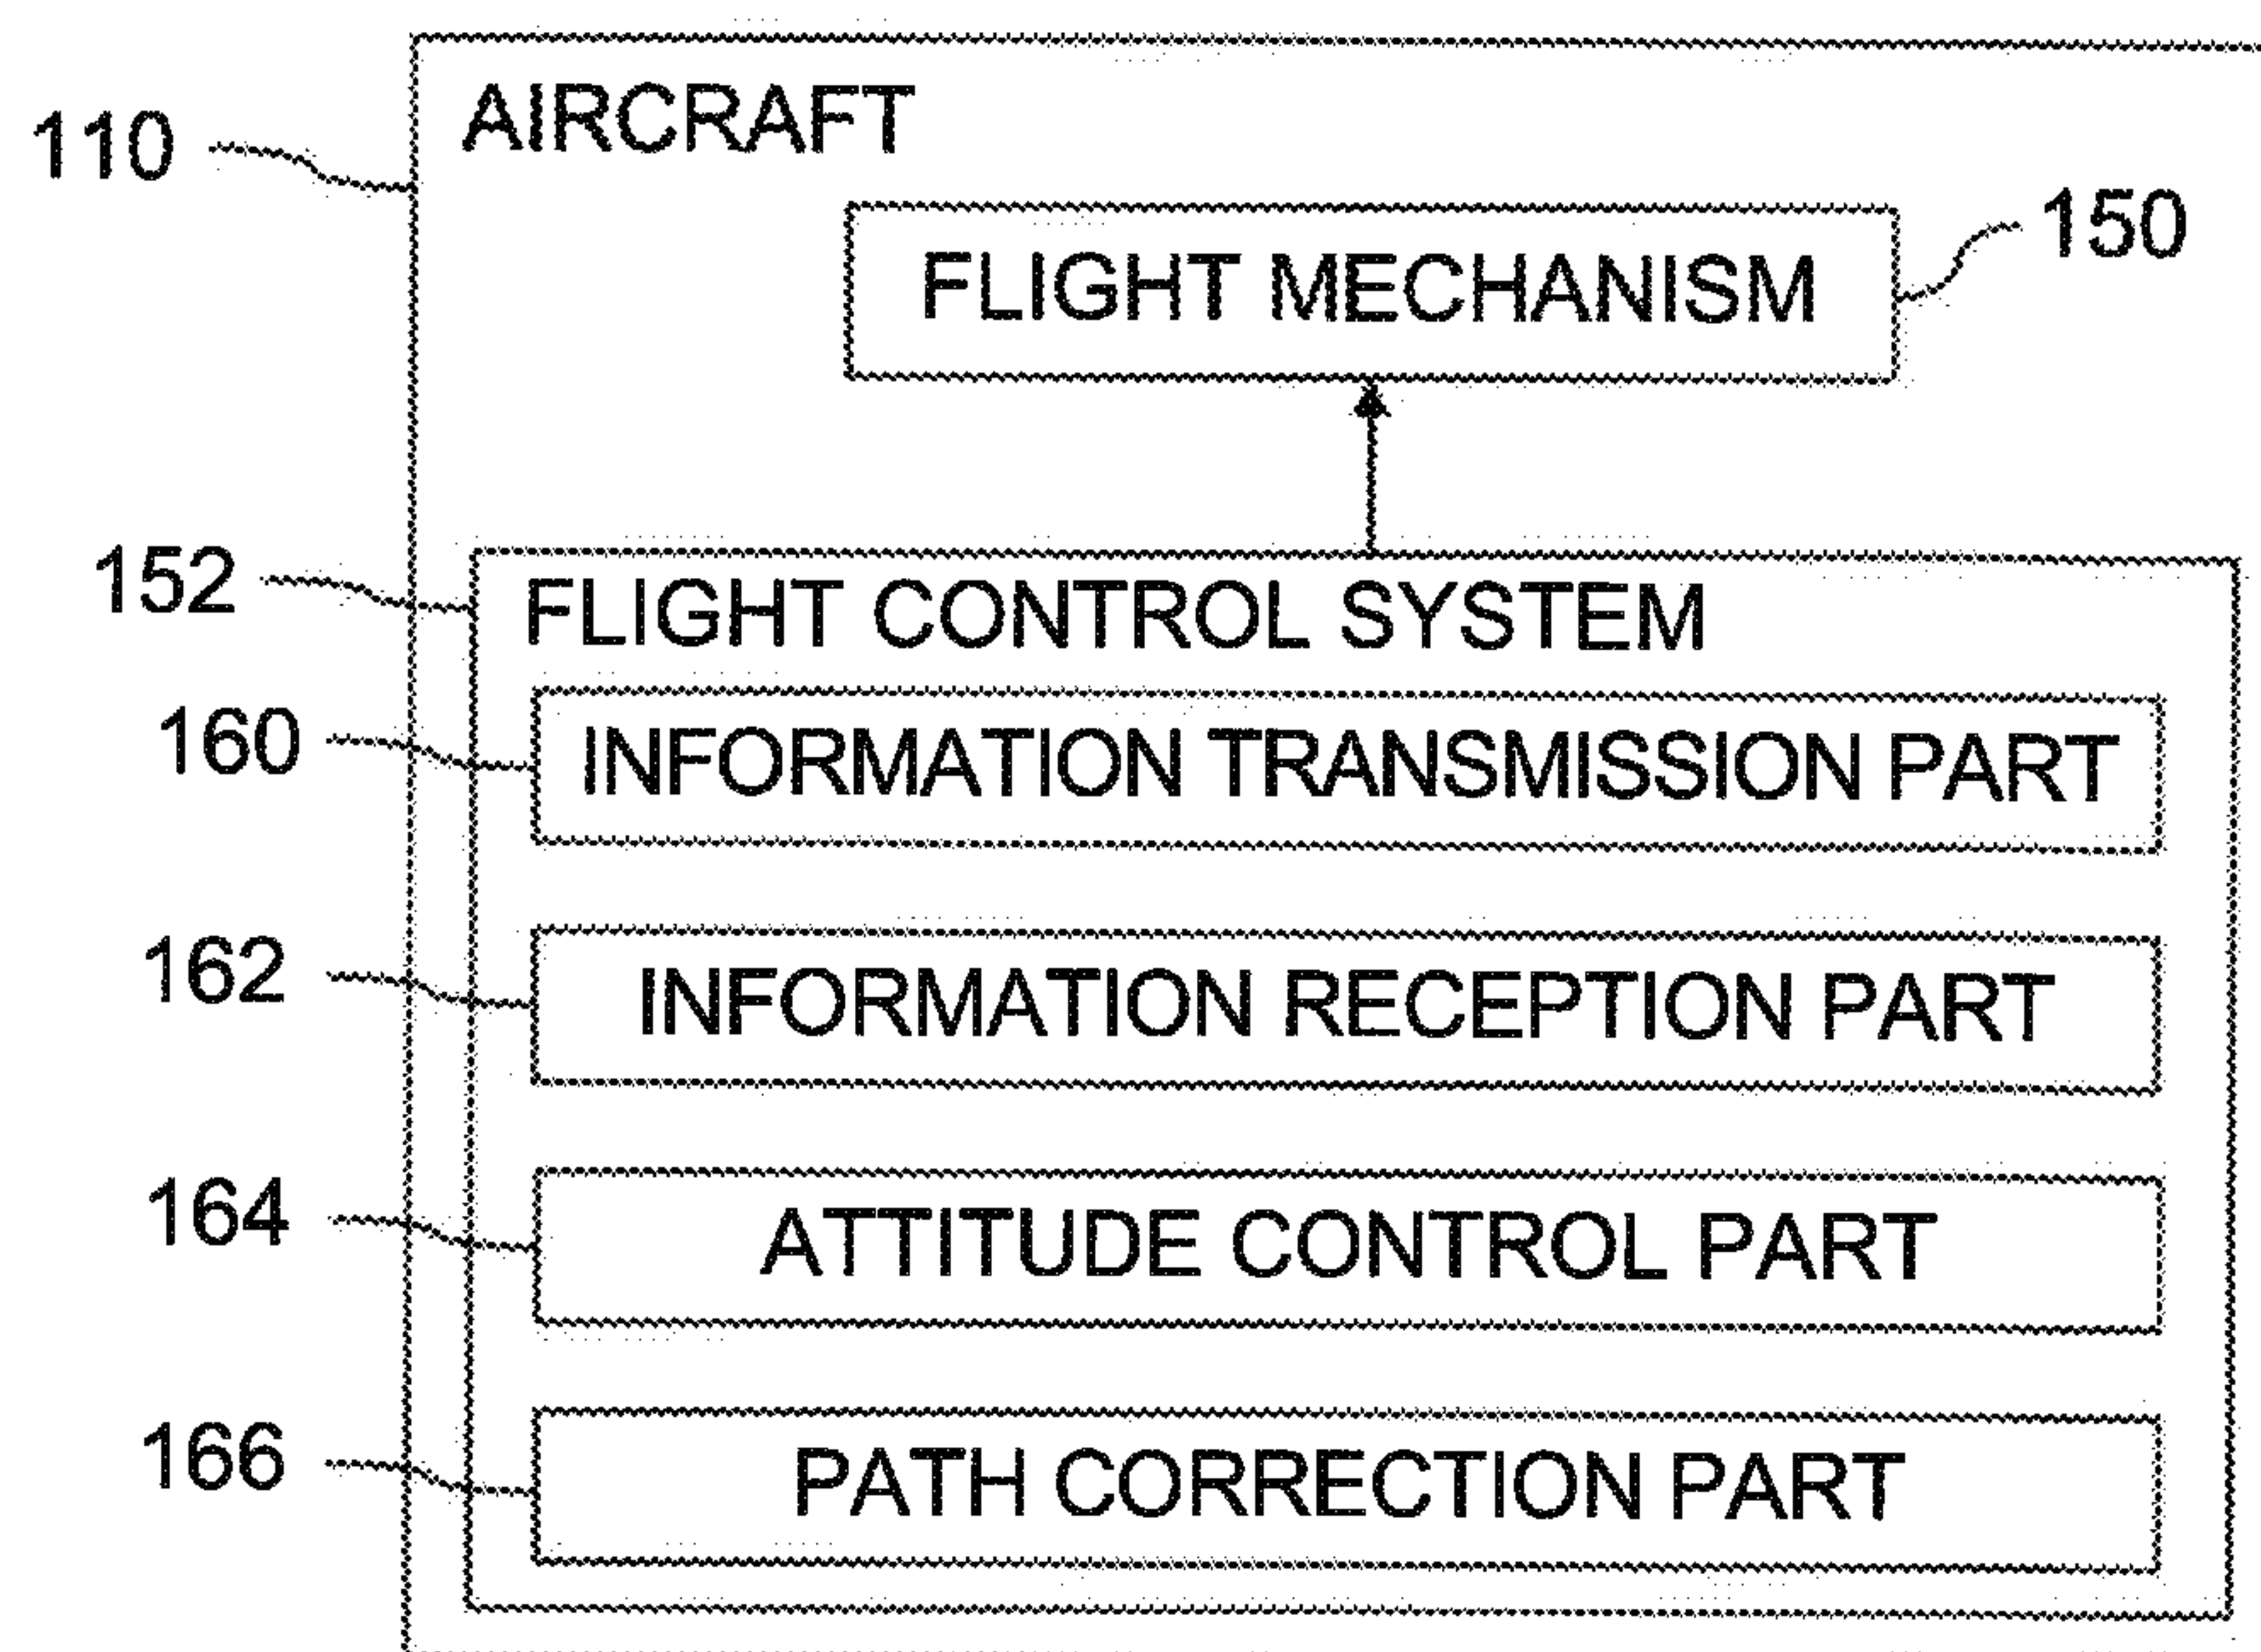 AIRCRAFT
110
FLIGHT MECHANISM
150
152
FLIGHT CONTROL SYSTEM
160
INFORMATION TRANSMISSION PART
162
INFORMATION RECEPTION PART
164
ATTITUDE CONTROL PART
166
PATH CORRECTION PART